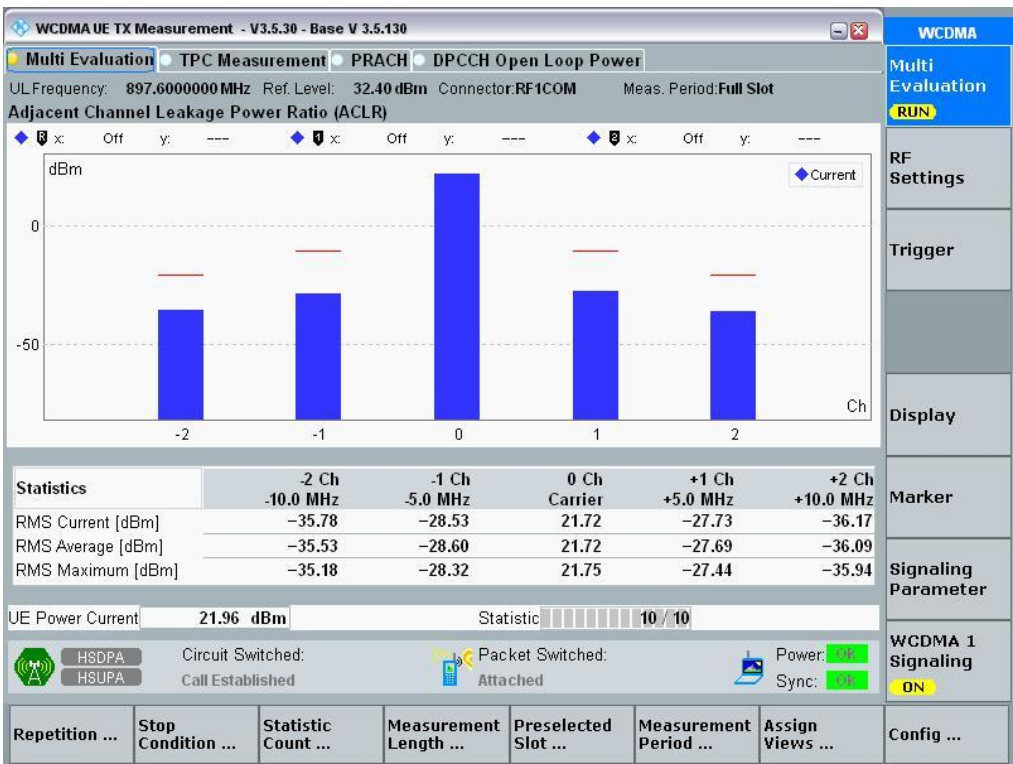 WCDMA UE TX Measurement - V3.5.30 - Base V 3.5.130
WCDMA
Multi Evaluation TPC Measurement PRACH DPCCH Open Loop Power
Multi Evaluation
RUN
UL Frequency: 897.6000000 MHz Ref. Level: 32.40 dBm Connector:RF1COM Meas. Period:Full Slot
Adjacent Channel Leakage Power Ratio (ACLR)
R x: Off y: --- 1 x: Off y: --- 2 x: Off y: ---
dBm
Current
0
-50
Ch
-2 -1 0 1 2
RF Settings
Trigger
Display
Marker
Signaling Parameter
WCDMA 1 Signaling
ON
Statistics -2 Ch -1 Ch 0 Ch +1 Ch +2 Ch
-10.0 MHz -5.0 MHz Carrier +5.0 MHz +10.0 MHz
RMS Current [dBm] −35.78 −28.53 21.72 −27.73 −36.17
RMS Average [dBm] −35.53 −28.60 21.72 −27.69 −36.09
RMS Maximum [dBm] −35.18 −28.32 21.75 −27.44 −35.94
UE Power Current 21.96 dBm Statistic 10 / 10
HSDPA Circuit Switched: Packet Switched: Power: OK
HSUPA Call Established Attached Sync: OK
Repetition ... Stop Condition ... Statistic Count ... Measurement Length ... Preselected Slot ... Measurement Period ... Assign Views ... Config ...